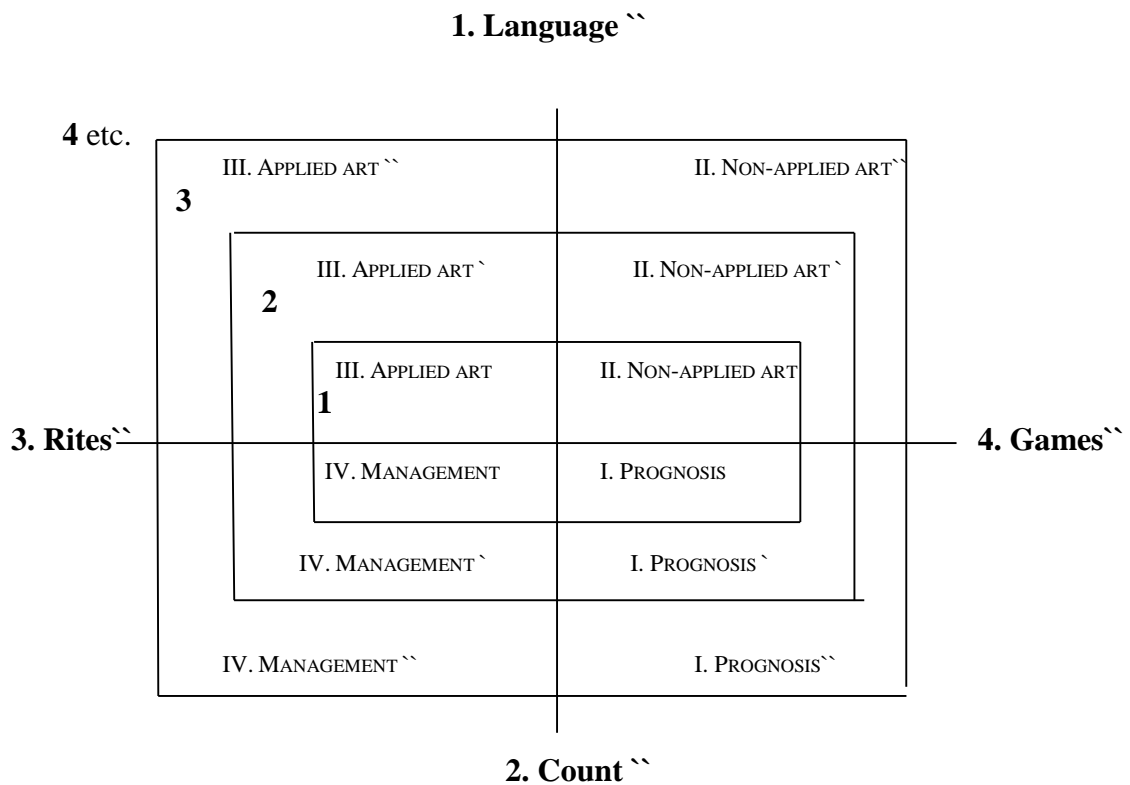 1. Language ``
4 etc.
III. APPLIED ART ``
II. NON-APPLIED ART``
3
III. APPLIED ART `
II. NON-APPLIED ART `
2
III. APPLIED ART
II. NON-APPLIED ART
1
3. Rites``
4. Games``
IV. MANAGEMENT
I. PROGNOSIS
IV. MANAGEMENT `
I. PROGNOSIS `
IV. MANAGEMENT ``
I. PROGNOSIS``
2. Count ``